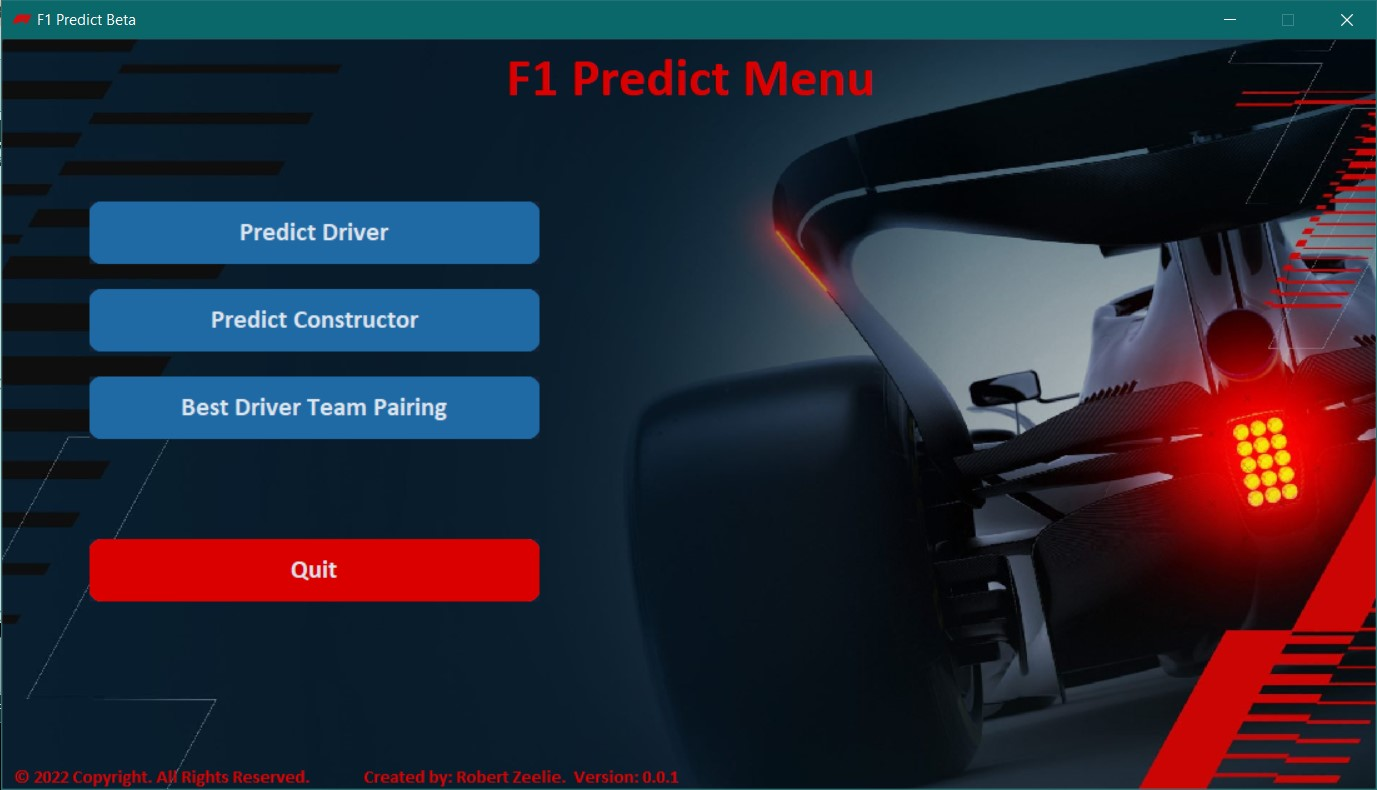 F1 Predict Beta
F1 Predict Menu
Predict Driver
Predict Constructor
Best Driver Team Pairing
Quit
© 2022 Copyright. All Rights Reserved. Created by: Robert Zeelie. Version: 0.0.1